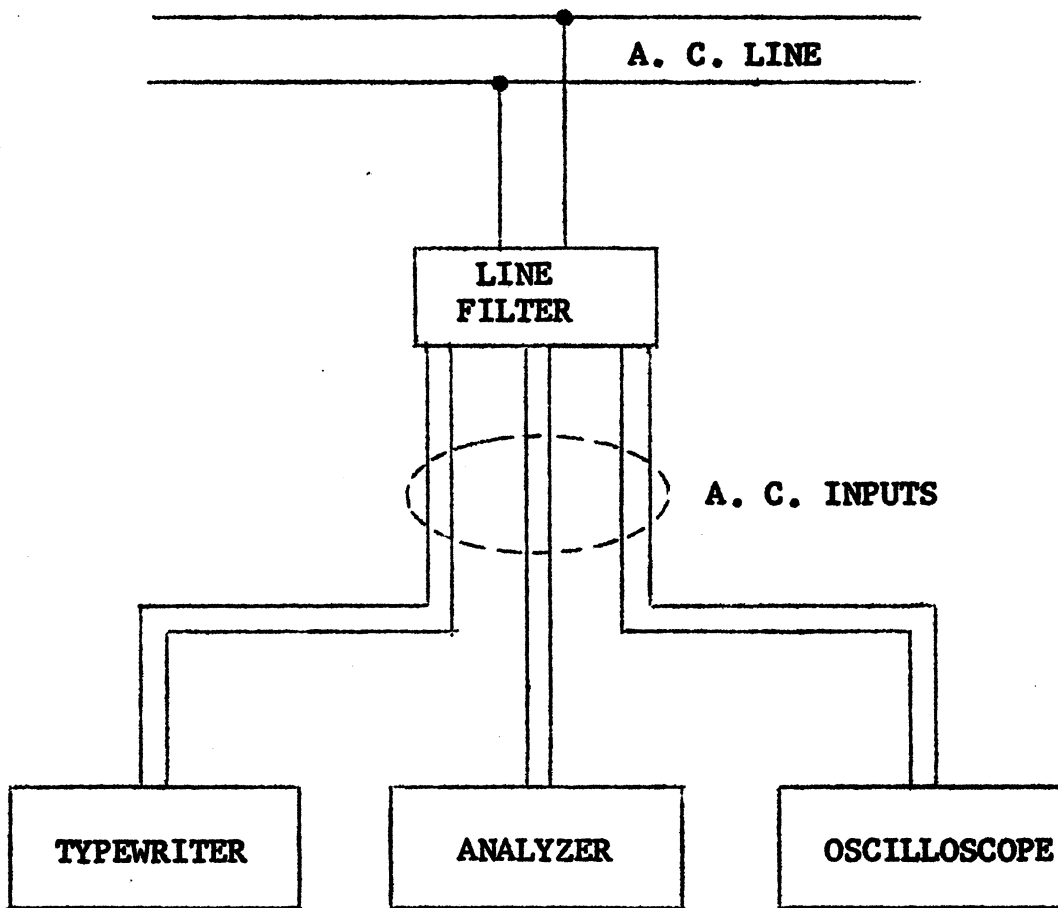 A. C. LINE
LINE
FILTER
A. C. INPUTS
TYPEWRITER
ANALYZER
OSCILLOSCOPE